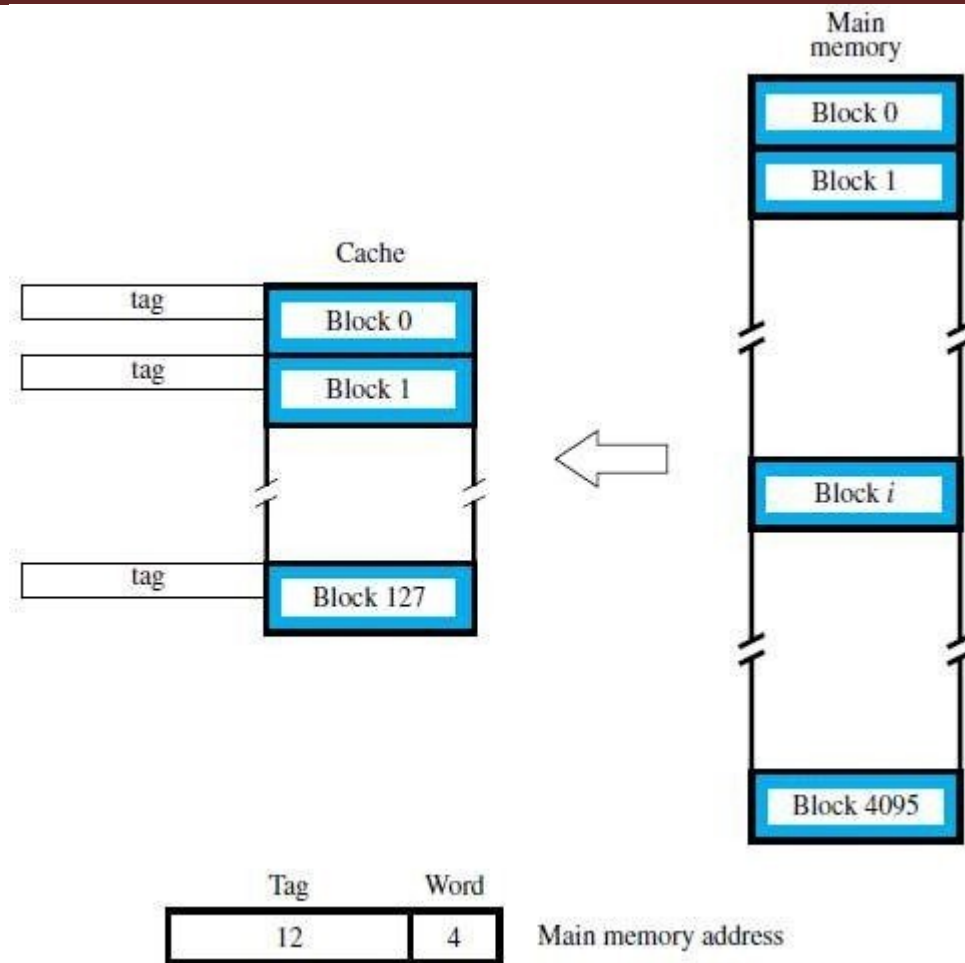 Main
memory
Block 0
Block 1
Cache
tag
Block 0
tag
Block 1
Block i
tag
Block 127
Block 4095
Tag
Word
12
4
Main memory address